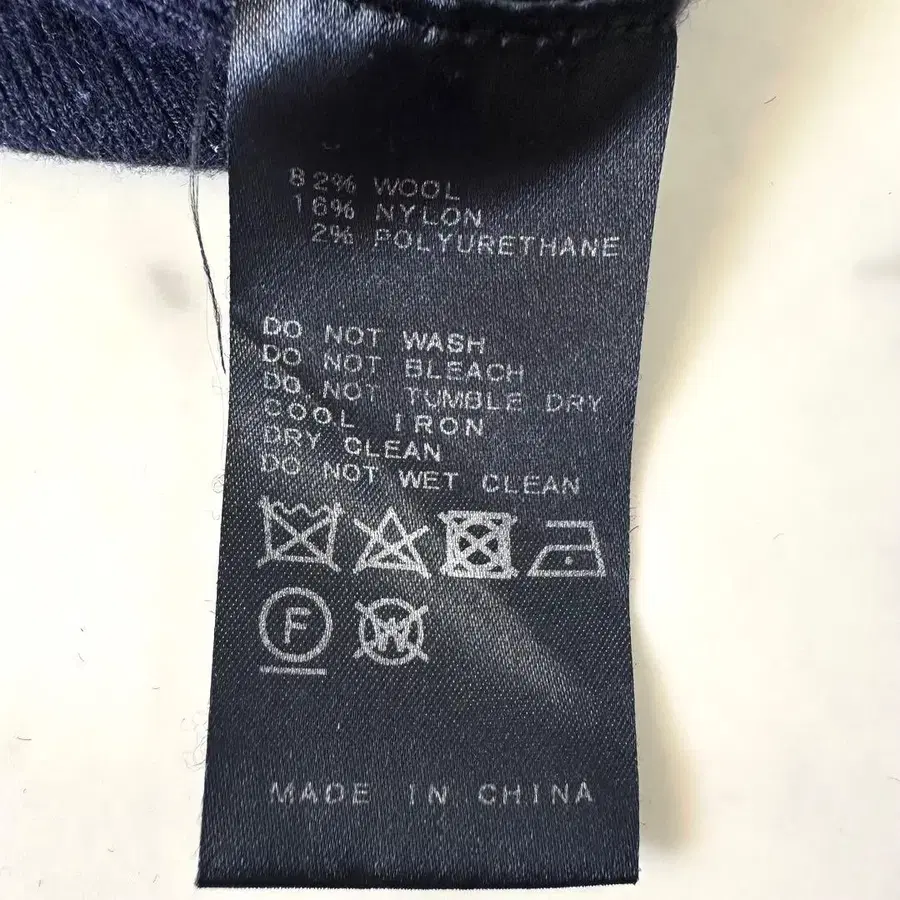 82% WOOL
16% NYLON
2% POLYURETHANE
DO NOT WASH
DO NOT BLEACH
DO NOT TUMBLE DRY
COOL IRON
DRY CLEAN
DO NOT WET CLEAN
F W
MADE IN CHINA